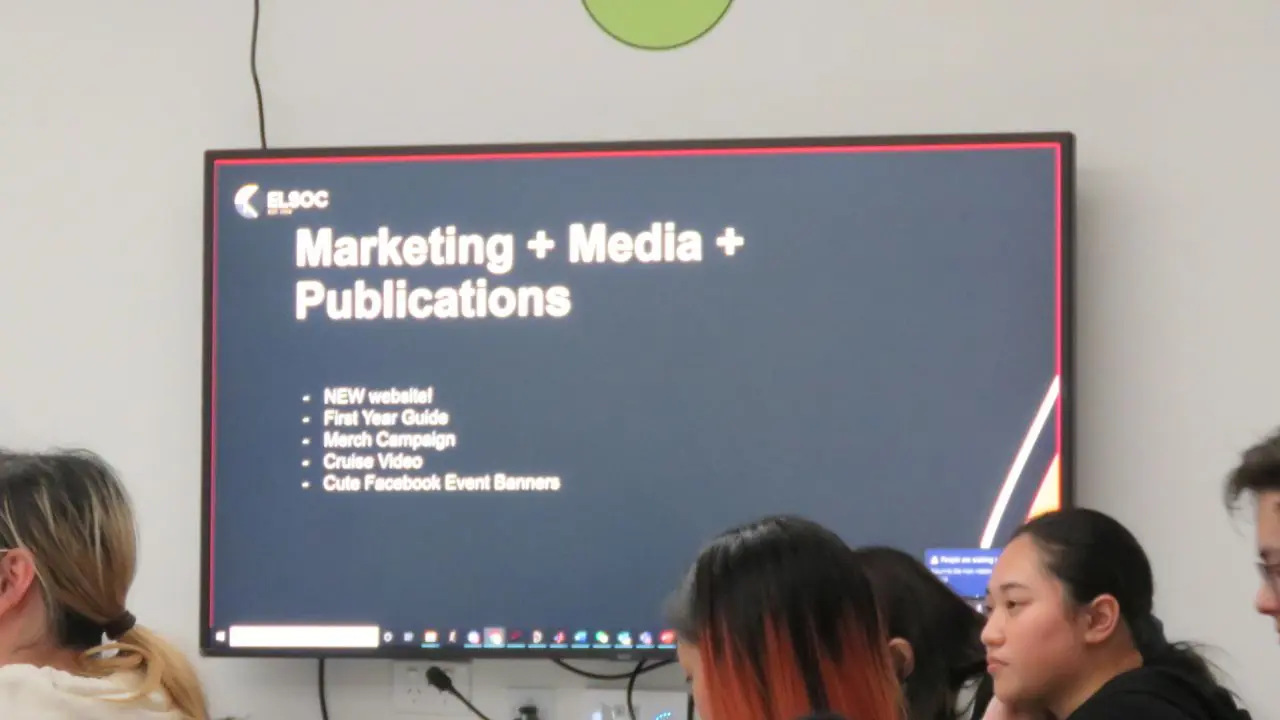 ELSOC
Marketing + Media +
Publications
- NEW website!
- First Year Guide
- Merch Campaign
- Cruise Video
- Cute Facebook Event Banners